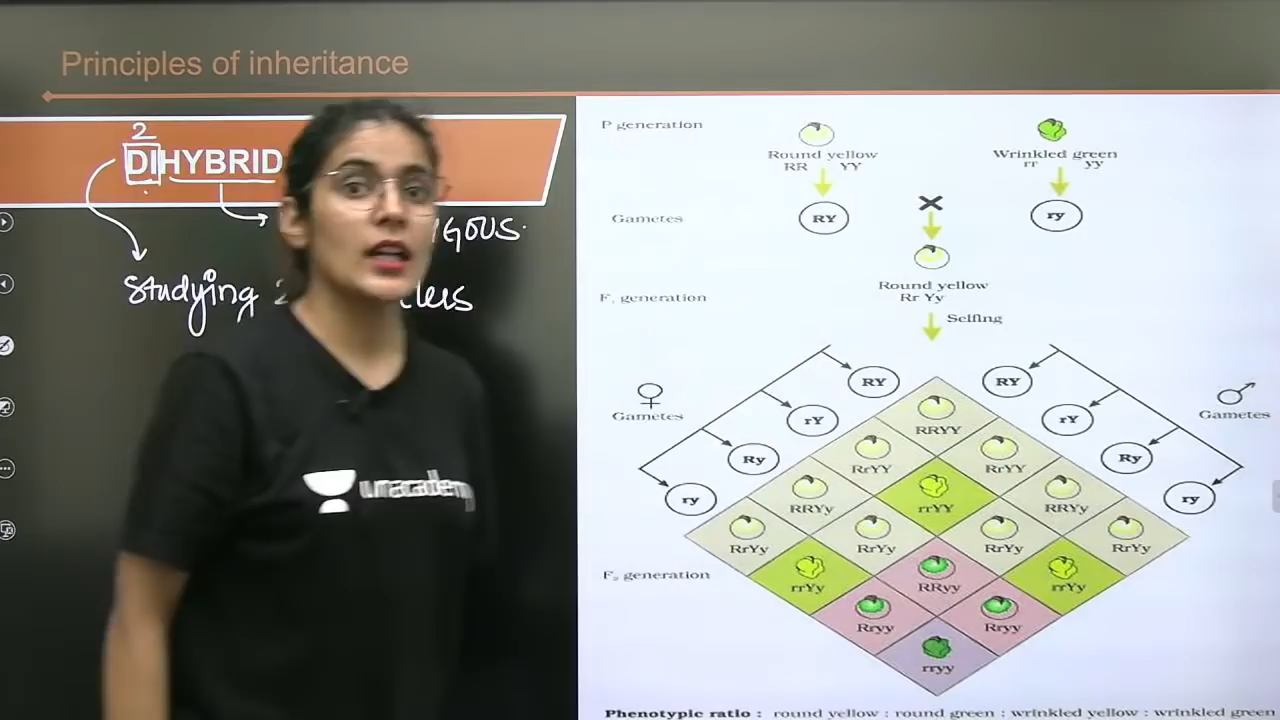 Principles of inheritance
2
DIHYBRID
Studying
P generation
Round yellow
RR YY
Wrinkled green
rr yy
Gametes
RY
ry
Round yellow
Rr Yy
F₁ generation
Selfing
RY
RY
Gametes
rY
rY
Gametes
Ry
Ry
ry
ry
RRYY
RrYY
RrYY
RRYy
rrYY
RRYy
RrYy
RrYy
RrYy
RrYy
F₂ generation
rrYy
RRyy
rrYy
Rryy
Rryy
rryy
unacademy
Phenotypic ratio : round yellow : round green : wrinkled yellow : wrinkled green